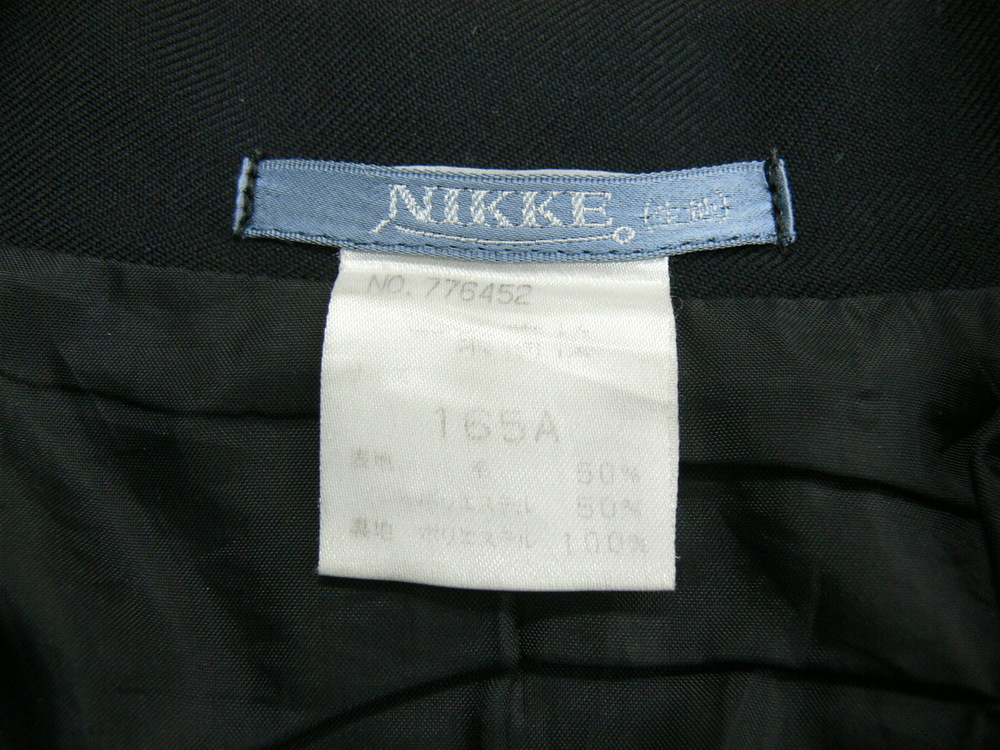 NIKKE
NO. 776452
165A
表地 毛 50%
ポリエステル 50%
裏地 ポリエステル 100%